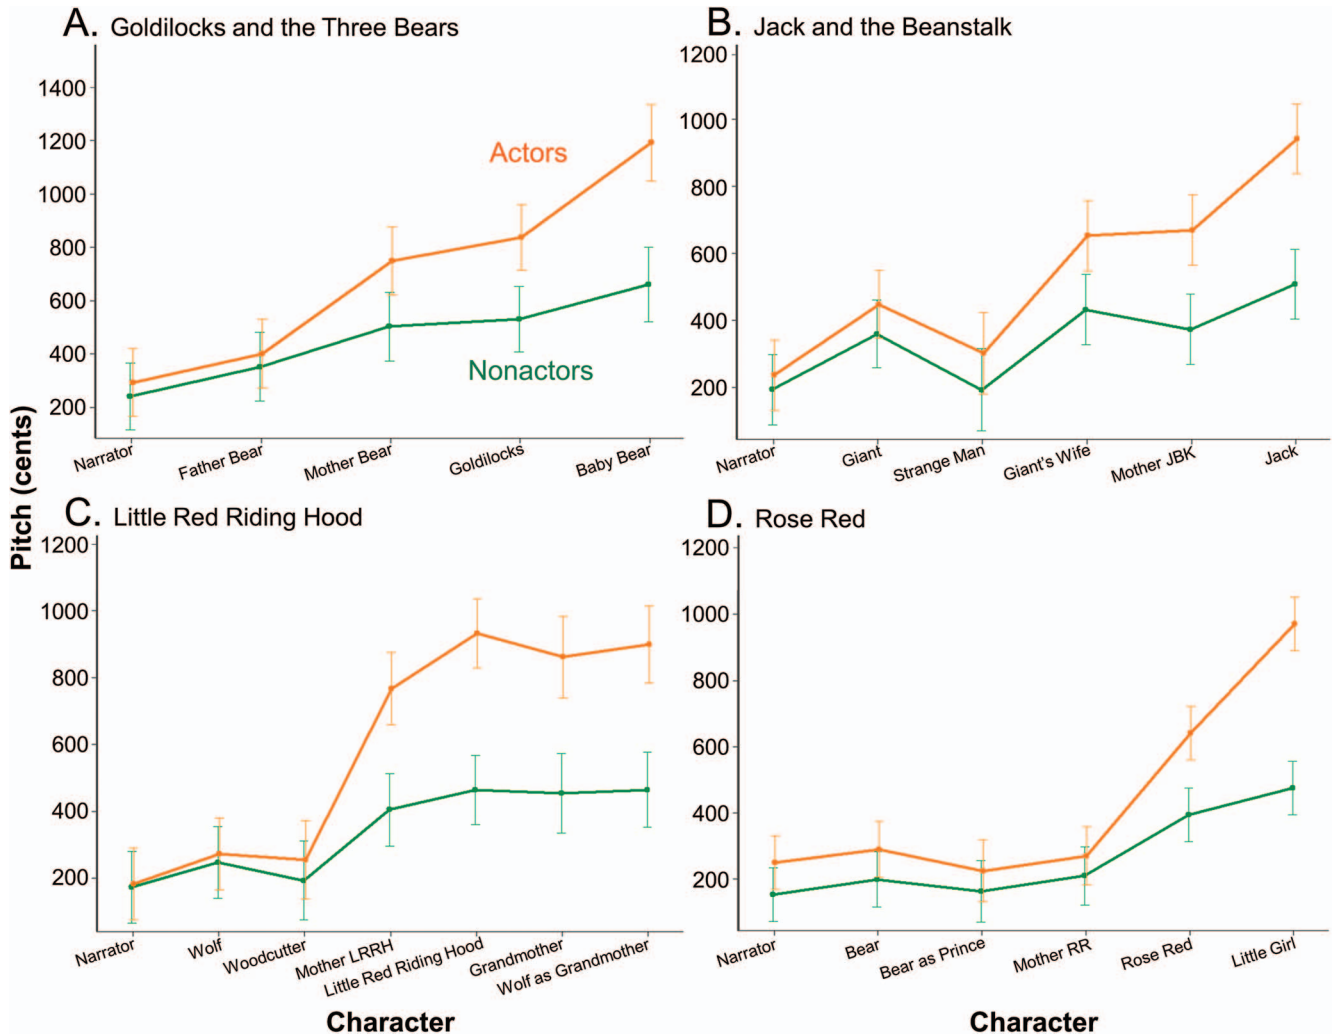 A. Goldilocks and the Three Bears
1400
1200
1000
800
600
400
200
Actors
Nonactors
Narrator
Father Bear
Mother Bear
Goldilocks
Baby Bear
B. Jack and the Beanstalk
1200
1000
800
600
400
200
Narrator
Giant
Strange Man
Giant's Wife
Mother JBK
Jack
Pitch (cents)
C. Little Red Riding Hood
1200
1000
800
600
400
200
Narrator
Wolf
Woodcutter
Mother LRRH
Little Red Riding Hood
Grandmother
Wolf as Grandmother
Character
D. Rose Red
1200
1000
800
600
400
200
Narrator
Bear
Bear as Prince
Mother RR
Rose Red
Little Girl
Character